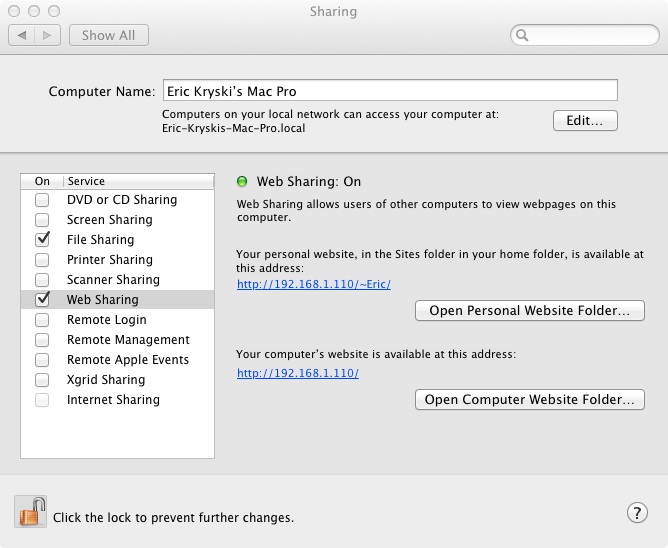 Sharing
Show All
Computer Name: Eric Kryski's Mac Pro
Computers on your local network can access your computer at:
Eric-Kryskis-Mac-Pro.local
Edit...
On Service
DVD or CD Sharing
Screen Sharing
File Sharing
Printer Sharing
Scanner Sharing
Web Sharing
Remote Login
Remote Management
Remote Apple Events
Xgrid Sharing
Internet Sharing
Web Sharing: On
Web Sharing allows users of other computers to view webpages on this
computer.
Your personal website, in the Sites folder in your home folder, is available at
this address:
http://192.168.1.110/~Eric/
Open Personal Website Folder...
Your computer's website is available at this address:
http://192.168.1.110/
Open Computer Website Folder...
Click the lock to prevent further changes.
?